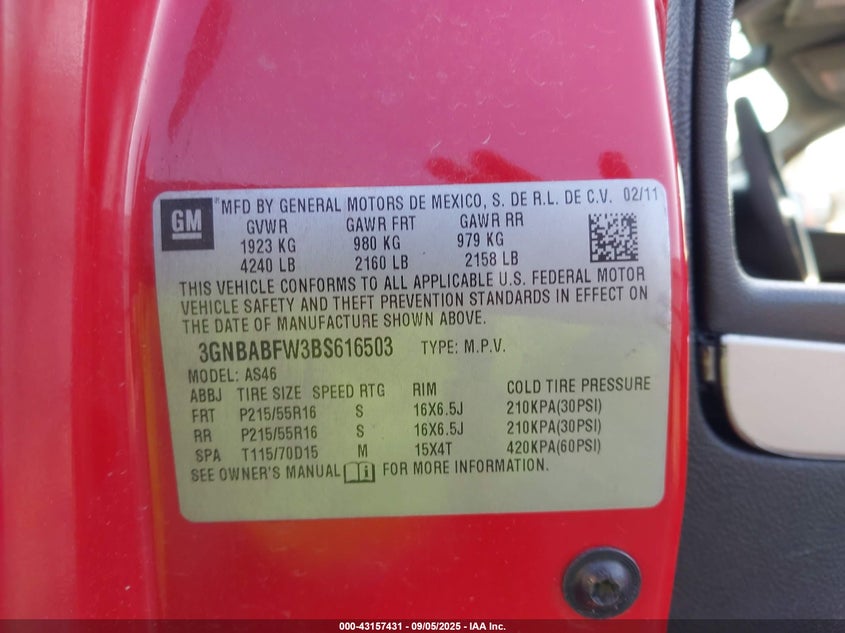 GM
MFD BY GENERAL MOTORS DE MEXICO, S. DE R.L. DE C.V. 02/11
GVWR GAWR FRT GAWR RR
1923 KG 980 KG 979 KG
4240 LB 2160 LB 2158 LB
THIS VEHICLE CONFORMS TO ALL APPLICABLE U.S. FEDERAL MOTOR
VEHICLE SAFETY AND THEFT PREVENTION STANDARDS IN EFFECT ON
THE DATE OF MANUFACTURE SHOWN ABOVE.
3GNBABFW3BS616503 TYPE: M.P.V.
MODEL: AS46
ABBJ TIRE SIZE SPEED RTG RIM COLD TIRE PRESSURE
FRT P215/55R16 S 16X6.5J 210KPA(30PSI)
RR P215/55R16 S 16X6.5J 210KPA(30PSI)
SPA T115/70D15 M 15X4T 420KPA(60PSI)
SEE OWNER'S MANUAL FOR MORE INFORMATION.
000-43157431 - 09/05/2025 - IAA Inc.